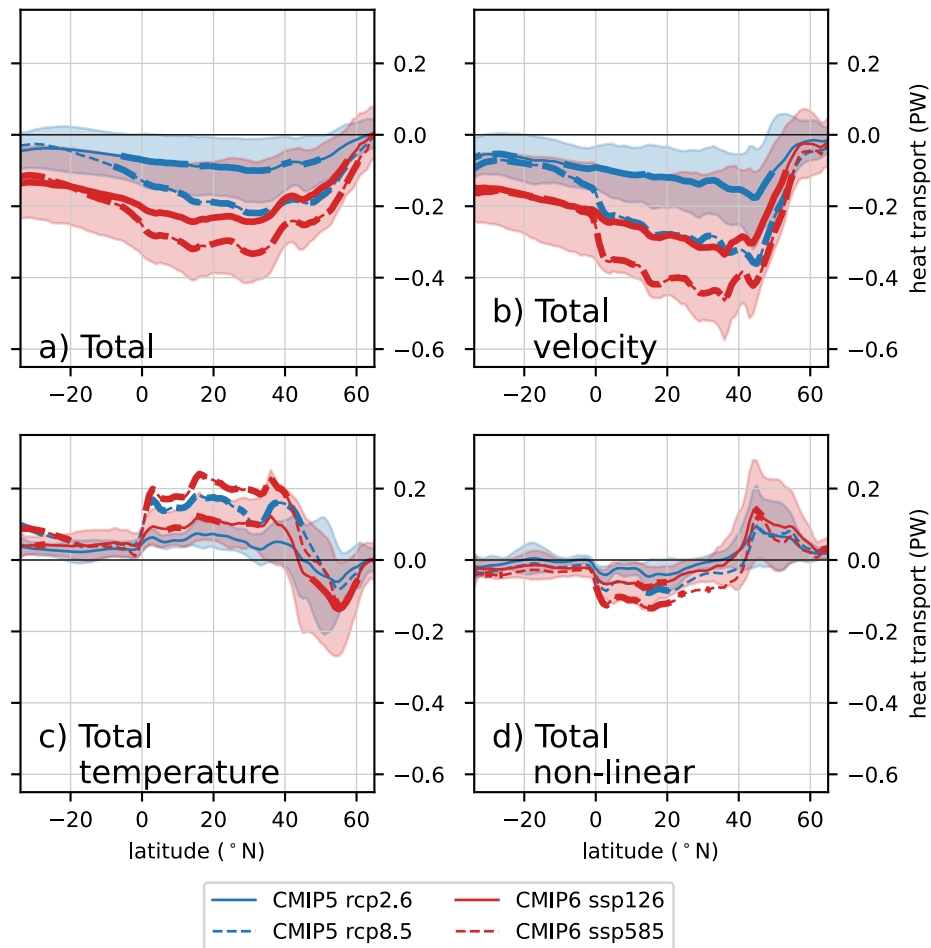 0.2
0.0
−0.2
−0.4
−0.6
heat transport (PW)
a) Total
−20 0 20 40 60
0.2
0.0
−0.2
−0.4
−0.6
heat transport (PW)
b) Total
velocity
−20 0 20 40 60
0.2
0.0
−0.2
−0.4
−0.6
c) Total
temperature
−20 0 20 40 60
latitude (°N)
0.2
0.0
−0.2
−0.4
−0.6
heat transport (PW)
d) Total
non-linear
−20 0 20 40 60
latitude (°N)
CMIP5 rcp2.6
CMIP5 rcp8.5
CMIP6 ssp126
CMIP6 ssp585